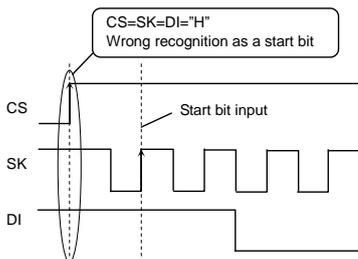 CS=SK=DI="H"
Wrong recognition as a start bit
CS
Start bit input
SK
DI